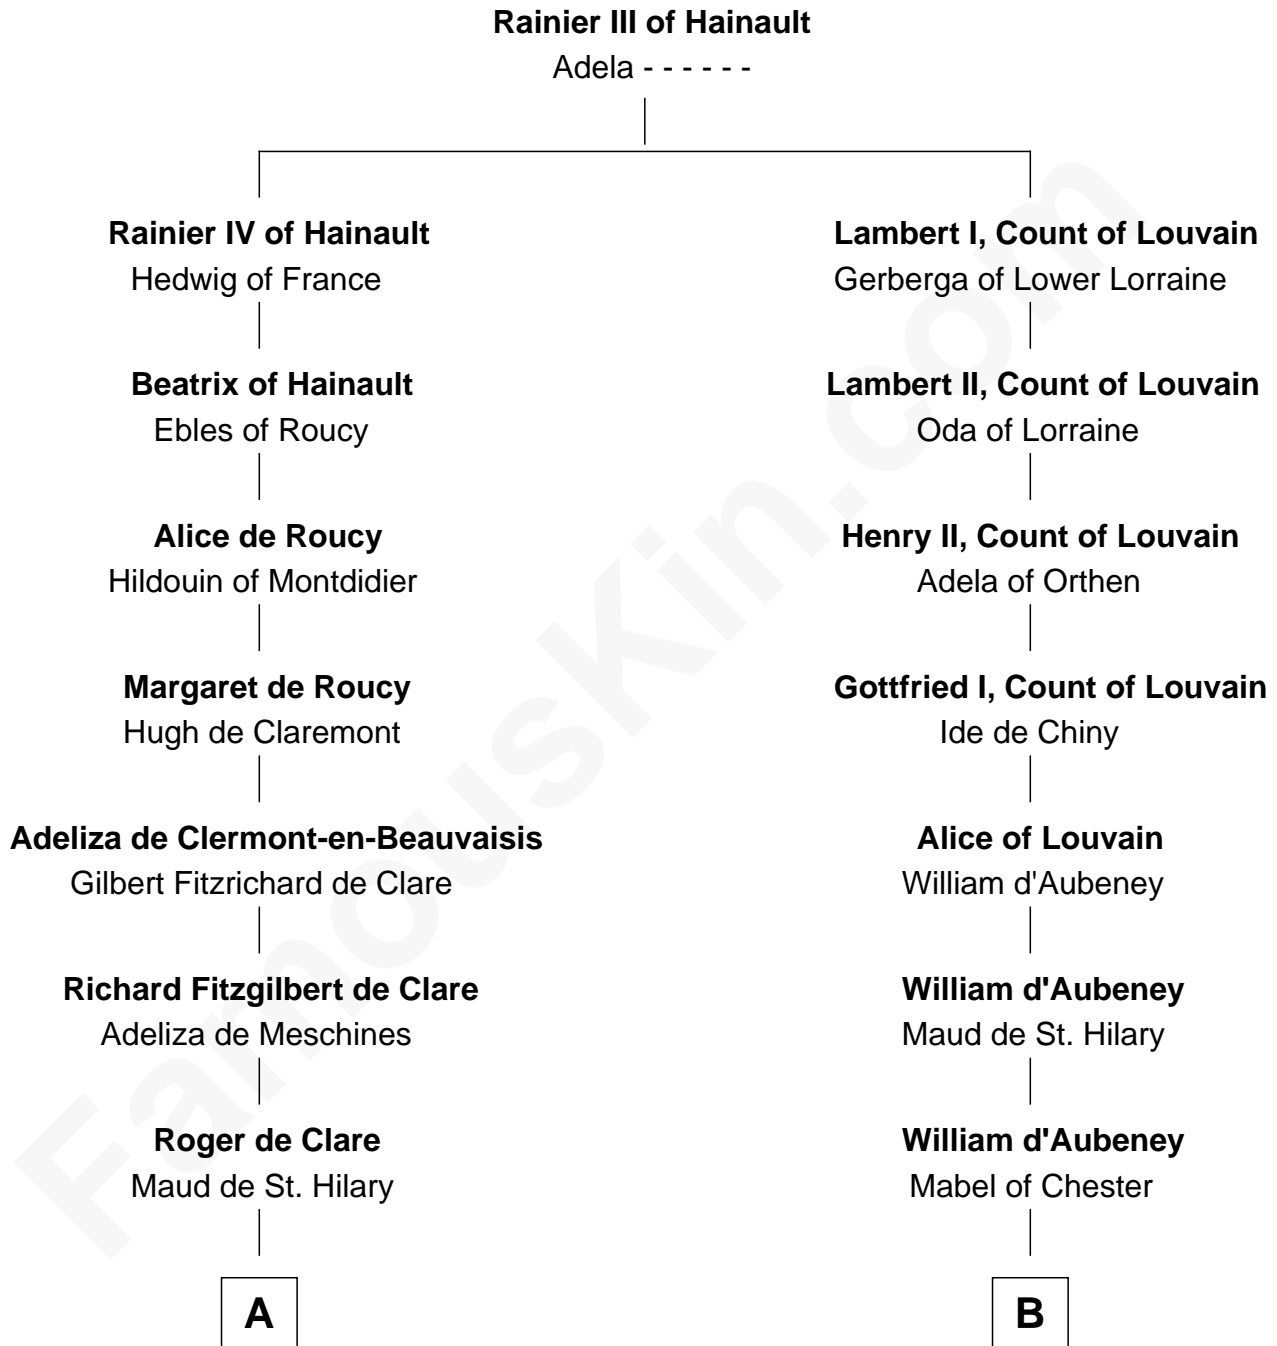 Rainier III of Hainault
Adela - - - - - -
Rainier IV of Hainault
Hedwig of France
Beatrix of Hainault
Ebles of Roucy
Alice de Roucy
Hildouin of Montdidier
Margaret de Roucy
Hugh de Claremont
Adeliza de Clermont-en-Beauvaisis
Gilbert Fitzrichard de Clare
Richard Fitzgilbert de Clare
Adeliza de Meschines
Roger de Clare
Maud de St. Hilary
A
Lambert I, Count of Louvain
Gerberga of Lower Lorraine
Lambert II, Count of Louvain
Oda of Lorraine
Henry II, Count of Louvain
Adela of Orthen
Gottfried I, Count of Louvain
Ide de Chiny
Alice of Louvain
William d'Aubeney
William d'Aubeney
Maud de St. Hilary
William d'Aubeney
Mabel of Chester
B
FamousKin.com